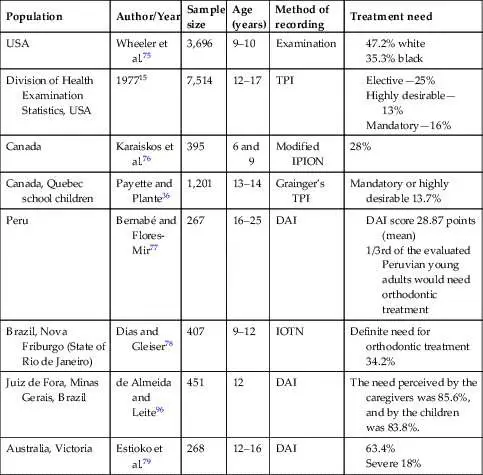 Population Author/Year Sample size Age (years) Method of recording Treatment need
USA Wheeler et al.75 3,696 9–10 Examination 47.2% white
35.3% black
Division of Health Examination Statistics, USA 197715 7,514 12–17 TPI Elective—25%
Highly desirable—13%
Mandatory—16%
Canada Karaiskos et al.76 395 6 and 9 Modified IPION 28%
Canada, Quebec school children Payette and Plante36 1,201 13–14 Grainger's TPI Mandatory or highly desirable 13.7%
Peru Bernabé and Flores-Mir77 267 16–25 DAI DAI score 28.87 points (mean)
1/3rd of the evaluated Peruvian young adults would need orthodontic treatment
Brazil, Nova Friburgo (State of Rio de Janeiro) Dias and Gleiser78 407 9–12 IOTN Definite need for orthodontic treatment 34.2%
Juiz de Fora, Minas Gerais, Brazil de Almeida and Leite96 451 12 DAI The need perceived by the caregivers was 85.6%, and by the children was 83.8%.
Australia, Victoria Estioko et al.79 268 12–16 DAI 63.4%
Severe 18%